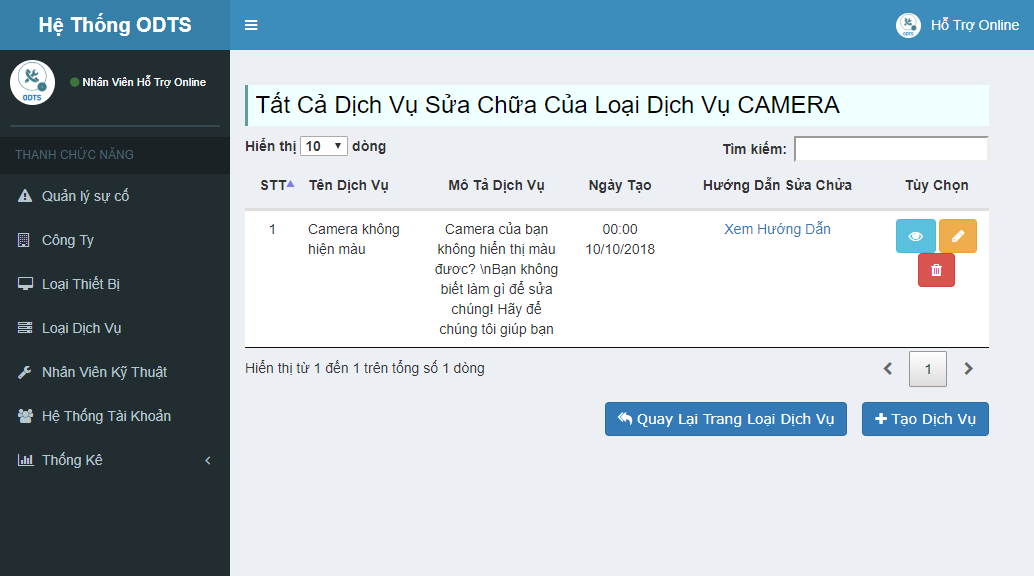 Hệ Thống ODTS
Hỗ Trợ Online
ODTS
ODTS
Nhân Viên Hỗ Trợ Online
THANH CHỨC NĂNG
Quản lý sự cố
Công Ty
Loại Thiết Bị
Loại Dịch Vụ
Nhân Viên Kỹ Thuật
Hệ Thống Tài Khoản
Thống Kê
Tất Cả Dịch Vụ Sửa Chữa Của Loại Dịch Vụ CAMERA
Hiển thị 10 dòng
Tìm kiếm:
STT Tên Dịch Vụ Mô Tả Dịch Vụ Ngày Tạo Hướng Dẫn Sửa Chửa Tùy Chọn
1 Camera không Camera của bạn 00:00 Xem Hướng Dẫn
hiện màu không hiển thị màu 10/10/2018
được? \nBạn không
biết làm gì để sửa
chúng! Hãy để
chúng tôi giúp bạn
Hiển thị từ 1 đến 1 trên tổng số 1 dòng
1
Quay Lại Trang Loại Dịch Vụ
Tạo Dịch Vụ